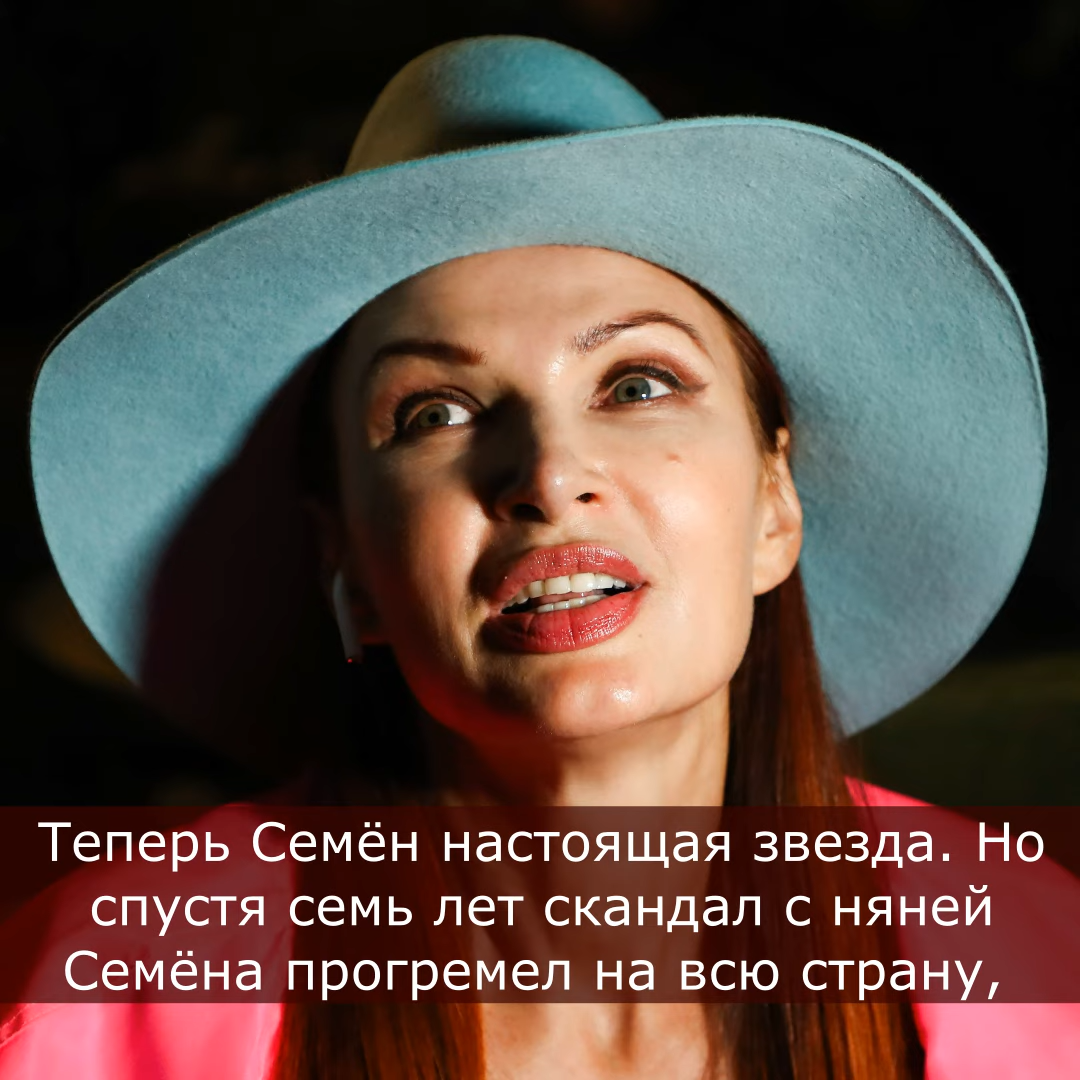 Теперь Семён настоящая звезда. Но
спустя семь лет скандал с няней
Семёна прогремел на всю страну,